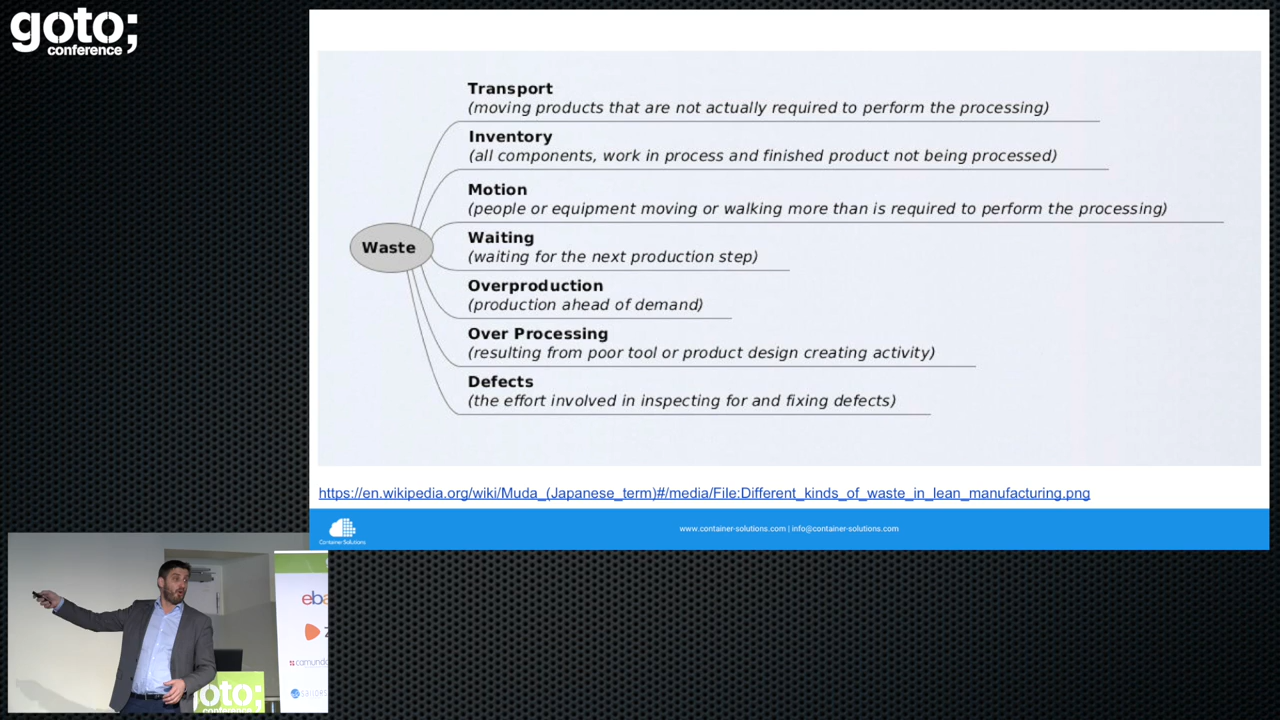 goto;
conference
Transport
(moving products that are not actually required to perform the processing)
Inventory
(all components, work in process and finished product not being processed)
Motion
(people or equipment moving or walking more than is required to perform the processing)
Waste
Waiting
(waiting for the next production step)
Overproduction
(production ahead of demand)
Over Processing
(resulting from poor tool or product design creating activity)
Defects
(the effort involved in inspecting for and fixing defects)
https://en.wikipedia.org/wiki/Muda_(Japanese_term)#/media/File:Different_kinds_of_waste_in_lean_manufacturing.png
Container Solutions
www.container-solutions.com | info@container-solutions.com
goto;
conference